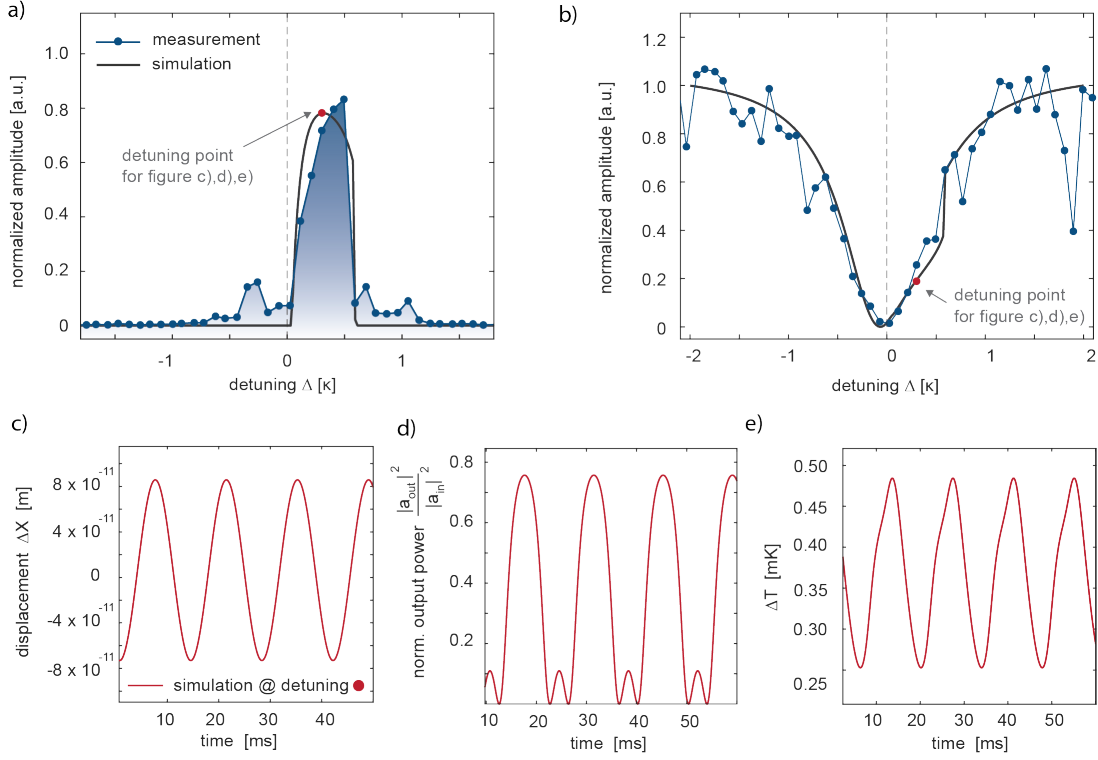 a)
normalized amplitude [a.u.]
1.0
0.8
0.6
0.4
0.2
0
measurement
simulation
detuning point
for figure c),d),e)
-1
0
1
detuning Δ [κ]
b)
normalized amplitude [a.u.]
1.2
1.0
0.8
0.6
0.4
0.2
0
detuning point
for figure c),d),e)
-2
-1
0
1
2
detuning Δ [κ]
c)
displacement ΔX [m]
8 x 10⁻¹¹
4 x 10⁻¹¹
0
-4 x 10⁻¹¹
-8 x 10⁻¹¹
simulation @ detuning
10
20
30
40
time [ms]
d)
norm. output power |a_out|² / |a_in|²
0.8
0.6
0.4
0.2
10
20
30
40
50
time [ms]
e)
ΔT [mK]
0.50
0.45
0.40
0.35
0.30
0.25
10
20
30
40
50
time [ms]